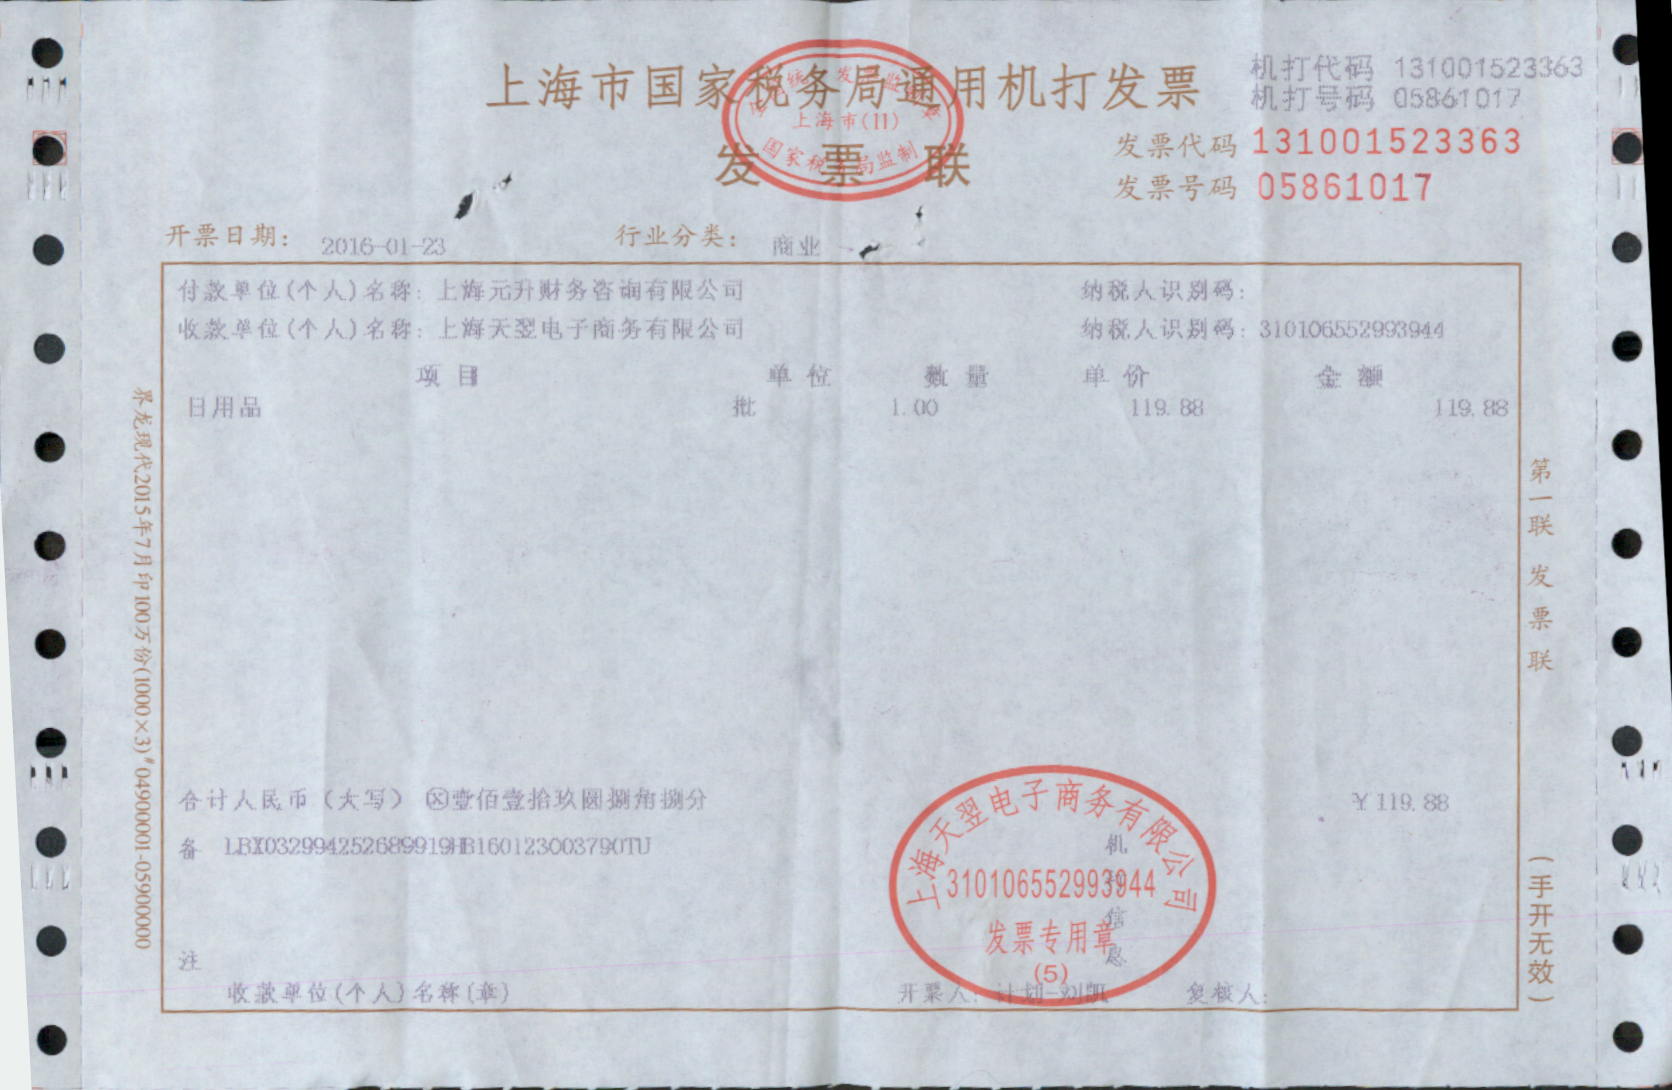 上海市国家税务局通用机打发票
发票联
机打代码 131001523363
机打号码 05861017
发票代码 131001523363
发票号码 05861017
上海市(11)
国家税务局监制
开票日期: 2016-01-23 行业分类: 商业
付款单位(个人)名称: 上海元升财务咨询有限公司 纳税人识别码:
收款单位(个人)名称: 上海天翌电子商务有限公司 纳税人识别码: 310106552993944
项目 单位 数量 单价 金额
日用品 批 1.00 119.88 119.88
合计人民币(大写) ⊗壹佰壹拾玖圆捌角捌分 ￥119.88
备注 LBX032994252689919HB160123003790TU
机打信息
上海天翌电子商务有限公司
310106552993944
发票专用章
(5)
收款单位(个人)名称(章) 开票人: 计划-刘凯 复核人:
界龙现代2015年7月印100万份(1000×3)#04900001-05900000
第一联 发票联
(手开无效)